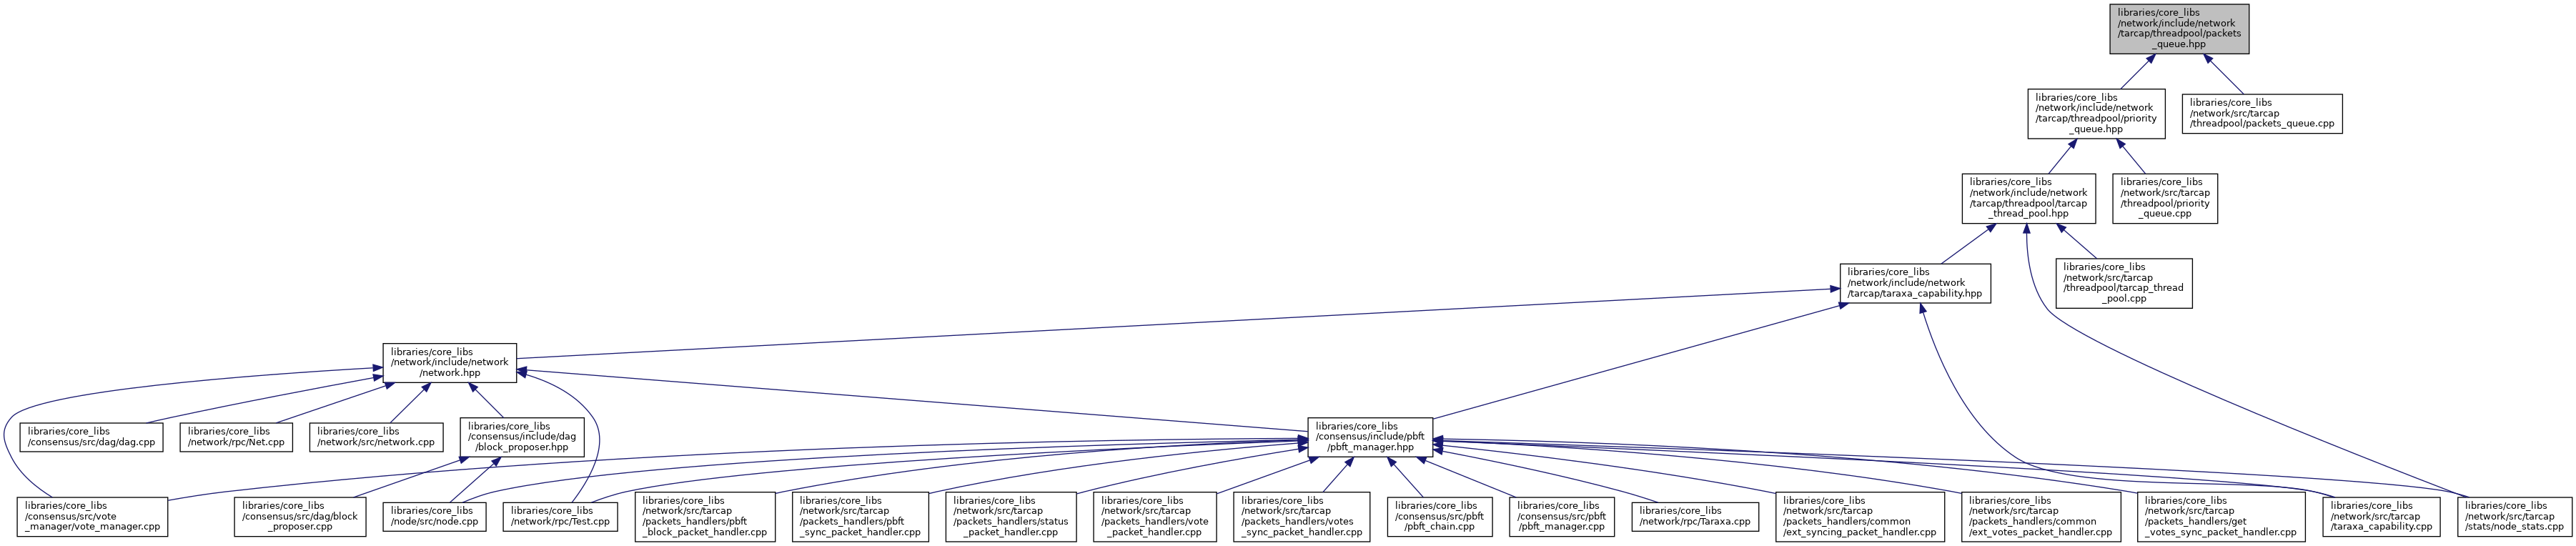 libraries/core_libs
/network/include/network
/tarcap/threadpool/packets
_queue.hpp
libraries/core_libs
/network/include/network
/tarcap/threadpool/priority
_queue.hpp
libraries/core_libs
/network/src/tarcap
/threadpool/packets_queue.cpp
libraries/core_libs
/network/include/network
/tarcap/threadpool/tarcap
_thread_pool.hpp
libraries/core_libs
/network/src/tarcap
/threadpool/priority
_queue.cpp
libraries/core_libs
/network/include/network
/tarcap/taraxa_capability.hpp
libraries/core_libs
/network/src/tarcap
/threadpool/tarcap_thread
_pool.cpp
libraries/core_libs
/network/include/network
/network.hpp
libraries/core_libs
/consensus/src/dag/dag.cpp
libraries/core_libs
/network/rpc/Net.cpp
libraries/core_libs
/network/src/network.cpp
libraries/core_libs
/consensus/include/dag
/block_proposer.hpp
libraries/core_libs
/consensus/include/pbft
/pbft_manager.hpp
libraries/core_libs
/consensus/src/vote
_manager/vote_manager.cpp
libraries/core_libs
/consensus/src/dag/block
_proposer.cpp
libraries/core_libs
/node/src/node.cpp
libraries/core_libs
/network/rpc/Test.cpp
libraries/core_libs
/network/src/tarcap
/packets_handlers/pbft
_block_packet_handler.cpp
libraries/core_libs
/network/src/tarcap
/packets_handlers/pbft
_sync_packet_handler.cpp
libraries/core_libs
/network/src/tarcap
/packets_handlers/status
_packet_handler.cpp
libraries/core_libs
/network/src/tarcap
/packets_handlers/vote
_packet_handler.cpp
libraries/core_libs
/network/src/tarcap
/packets_handlers/votes
_sync_packet_handler.cpp
libraries/core_libs
/consensus/src/pbft
/pbft_chain.cpp
libraries/core_libs
/consensus/src/pbft
/pbft_manager.cpp
libraries/core_libs
/network/rpc/Taraxa.cpp
libraries/core_libs
/network/src/tarcap
/packets_handlers/common
/ext_syncing_packet_handler.cpp
libraries/core_libs
/network/src/tarcap
/packets_handlers/common
/ext_votes_packet_handler.cpp
libraries/core_libs
/network/src/tarcap
/packets_handlers/get
_votes_sync_packet_handler.cpp
libraries/core_libs
/network/src/tarcap
/taraxa_capability.cpp
libraries/core_libs
/network/src/tarcap
/stats/node_stats.cpp